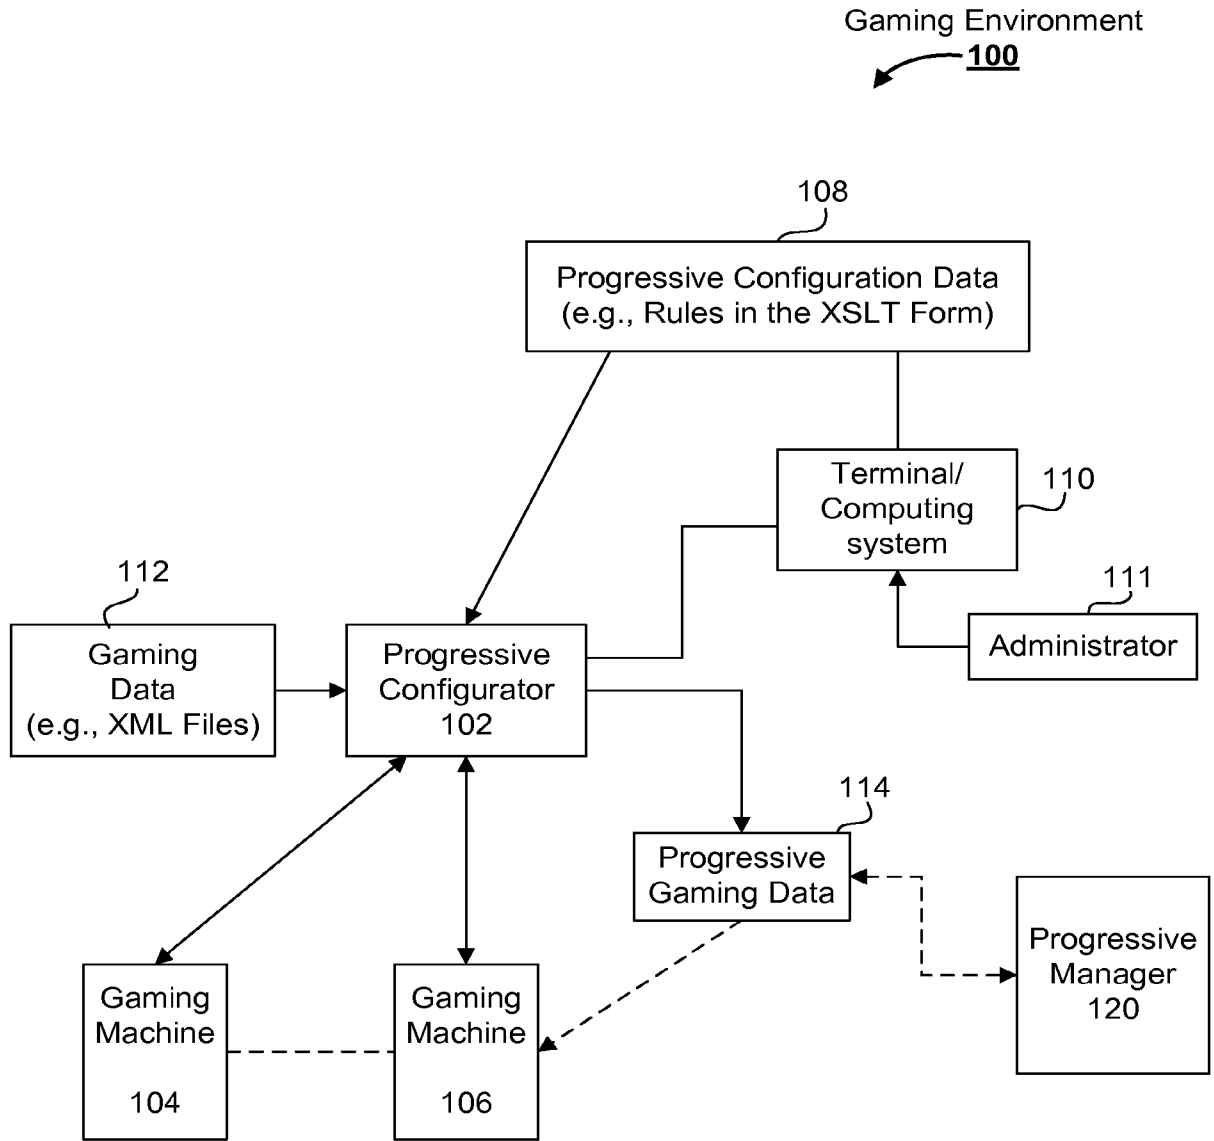 Gaming Environment
100
108
Progressive Configuration Data
(e.g., Rules in the XSLT Form)
Terminal/
Computing
system
110
111
Administrator
112
Gaming
Data
(e.g., XML Files)
Progressive
Configurator
102
114
Progressive
Gaming Data
Progressive
Manager
120
Gaming
Machine
104
Gaming
Machine
106